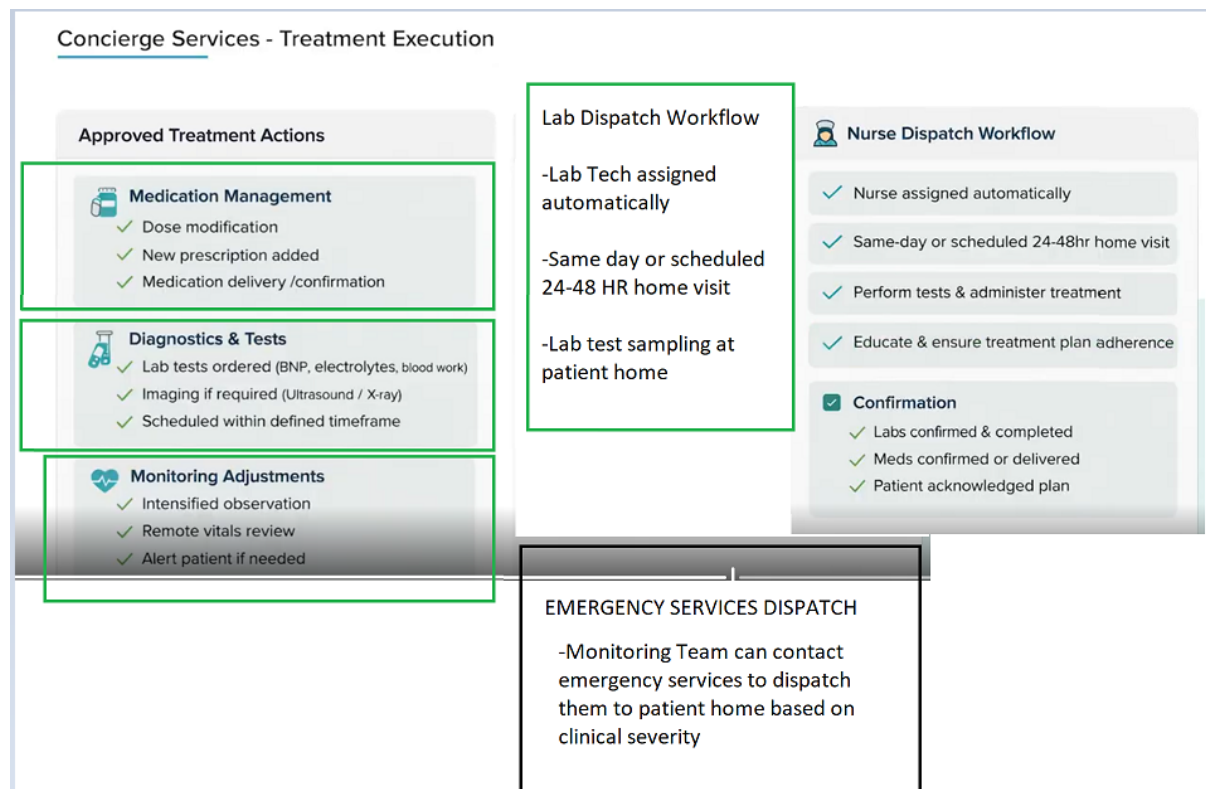 Concierge Services - Treatment Execution
Approved Treatment Actions
Medication Management
Dose modification
New prescription added
Medication delivery /confirmation
Diagnostics & Tests
Lab tests ordered (BNP, electrolytes, blood work)
Imaging if required (Ultrasound / X-ray)
Scheduled within defined timeframe
Monitoring Adjustments
Intensified observation
Remote vitals review
Alert patient if needed
Lab Dispatch Workflow
-Lab Tech assigned
automatically
-Same day or scheduled
24-48 HR home visit
-Lab test sampling at
patient home
Nurse Dispatch Workflow
Nurse assigned automatically
Same-day or scheduled 24-48hr home visit
Perform tests & administer treatment
Educate & ensure treatment plan adherence
Confirmation
Labs confirmed & completed
Meds confirmed or delivered
Patient acknowledged plan
EMERGENCY SERVICES DISPATCH
-Monitoring Team can contact
emergency services to dispatch
them to patient home based on
clinical severity